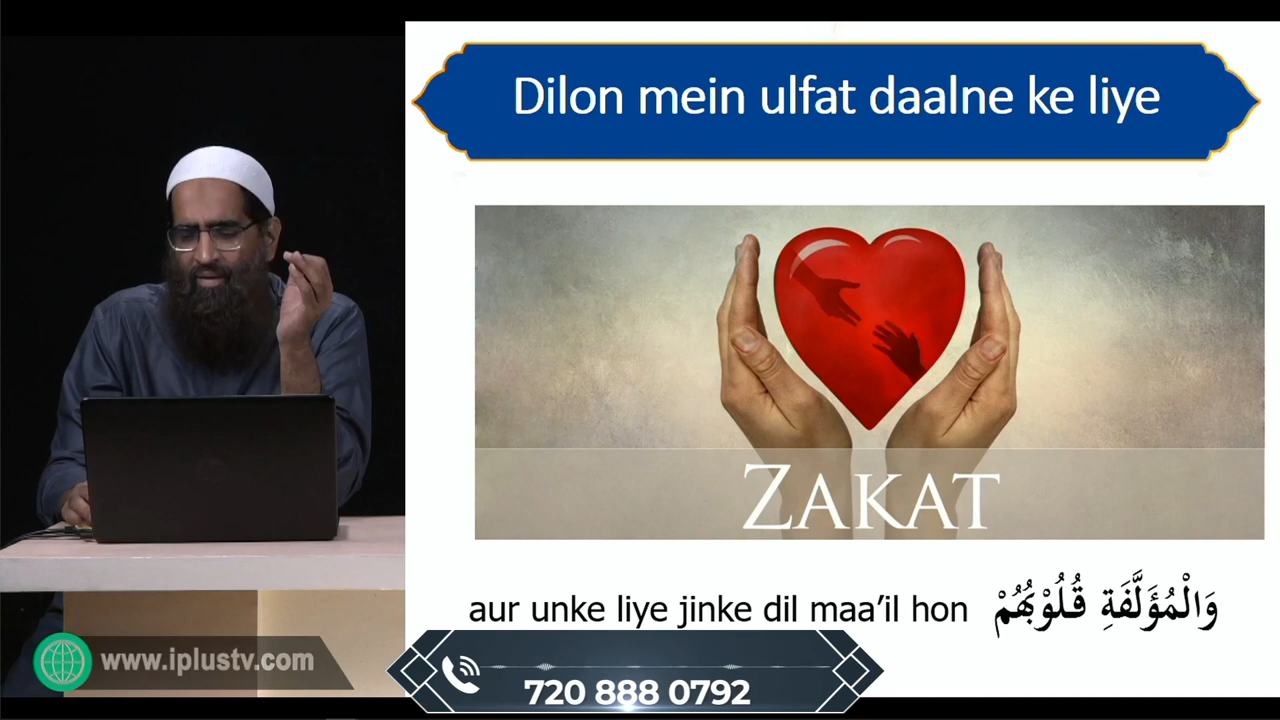 Dilon mein ulfat daalne ke liye
ZAKAT
aur unke liye jinke dil maa’il hon وَالْمُؤَلَّفَةِ قُلُوْبُهُمْ
www.iplustv.com
720 888 0792